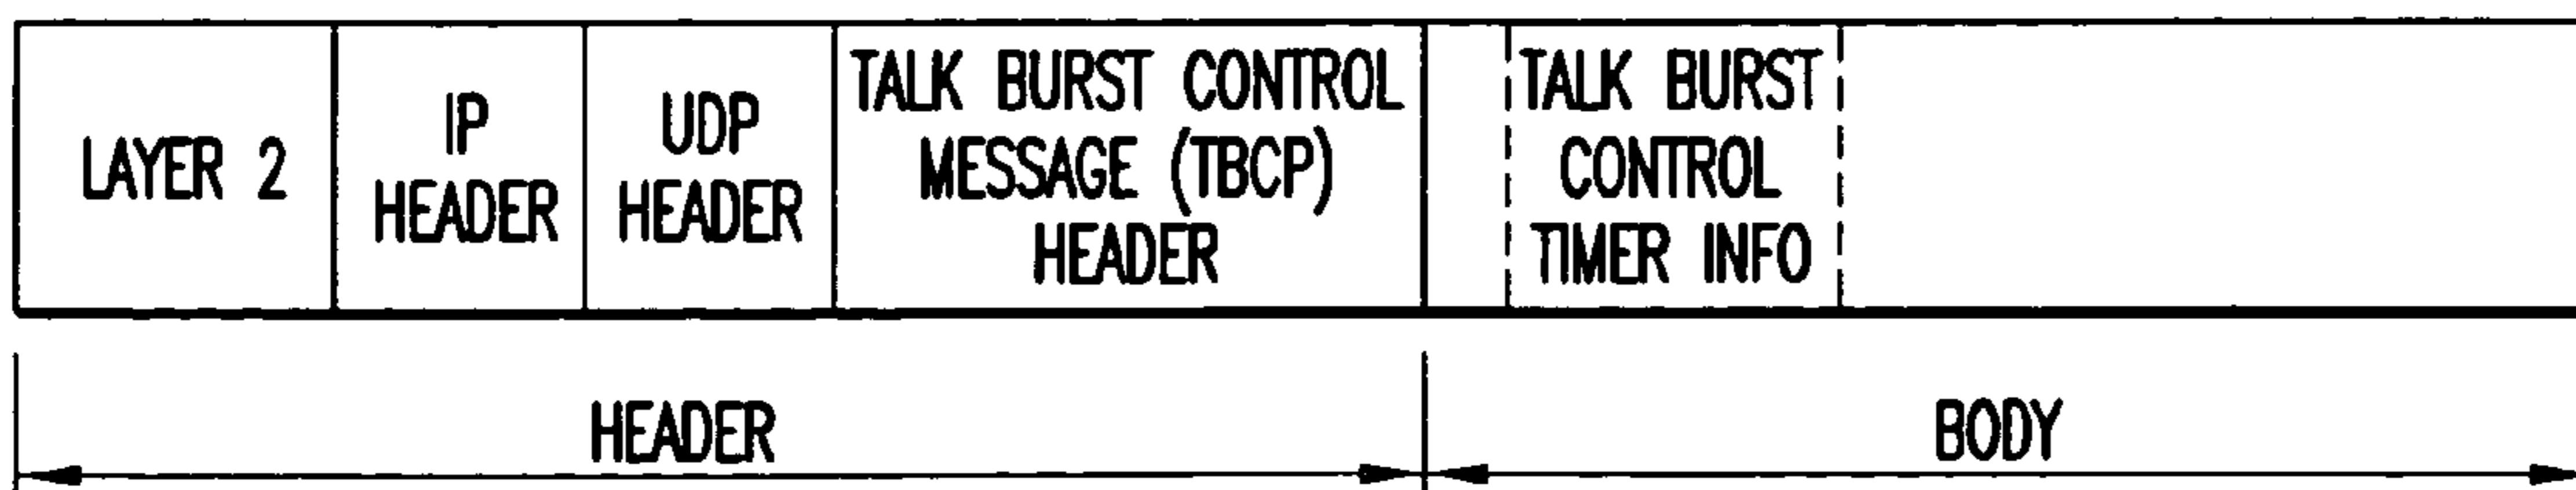 LAYER 2
IP
HEADER
UDP
HEADER
TALK BURST CONTROL
MESSAGE (TBCP)
HEADER
TALK BURST
CONTROL
TIMER INFO
HEADER
BODY